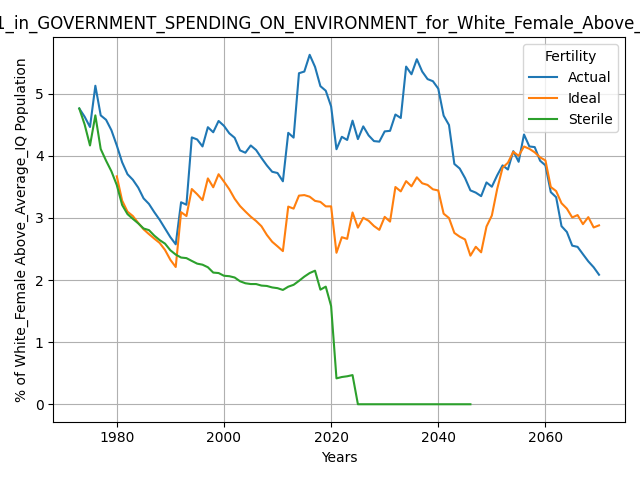 1_in_GOVERNMENT_SPENDING_ON_ENVIRONMENT_for_White_Female_Above_
Fertility
Actual
Ideal
Sterile
% of White_Female Above_Average_IQ Population
5
4
3
2
1
0
1980 2000 2020 2040 2060
Years